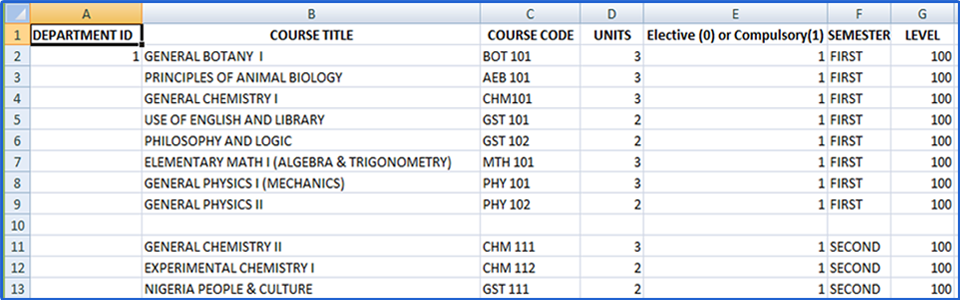 A B C D E F G
1 DEPARTMENT ID COURSE TITLE COURSE CODE UNITS Elective (0) or Compulsory(1) SEMESTER LEVEL
2 1 GENERAL BOTANY I BOT 101 3 1 FIRST 100
3 PRINCIPLES OF ANIMAL BIOLOGY AEB 101 3 1 FIRST 100
4 GENERAL CHEMISTRY I CHM101 3 1 FIRST 100
5 USE OF ENGLISH AND LIBRARY GST 101 2 1 FIRST 100
6 PHILOSOPHY AND LOGIC GST 102 2 1 FIRST 100
7 ELEMENTARY MATH I (ALGEBRA & TRIGONOMETRY) MTH 101 3 1 FIRST 100
8 GENERAL PHYSICS I (MECHANICS) PHY 101 3 1 FIRST 100
9 GENERAL PHYSICS II PHY 102 2 1 FIRST 100
10
11 GENERAL CHEMISTRY II CHM 111 3 1 SECOND 100
12 EXPERIMENTAL CHEMISTRY I CHM 112 2 1 SECOND 100
13 NIGERIA PEOPLE & CULTURE GST 111 2 1 SECOND 100